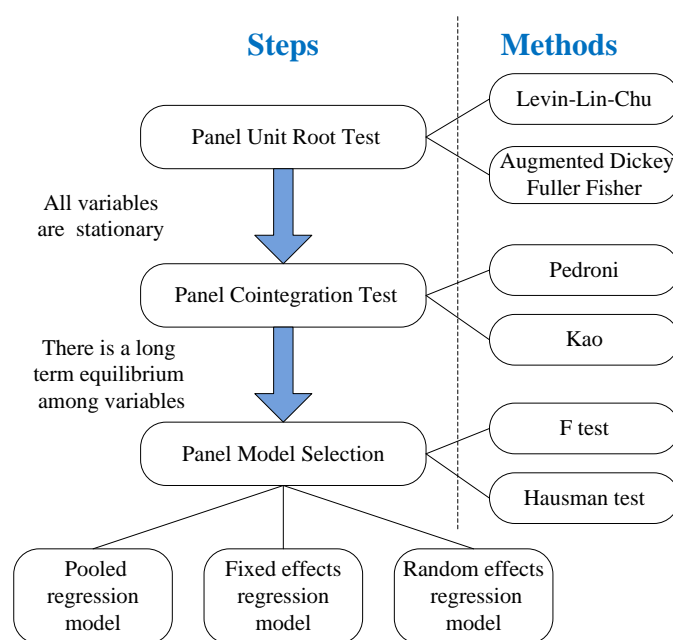 Steps
Methods
Panel Unit Root Test
Levin-Lin-Chu
Augmented Dickey
Fuller Fisher
All variables
are stationary
Panel Cointegration Test
Pedroni
Kao
There is a long
term equilibrium
among variables
Panel Model Selection
F test
Hausman test
Pooled
regression
model
Fixed effects
regression
model
Random effects
regression
model